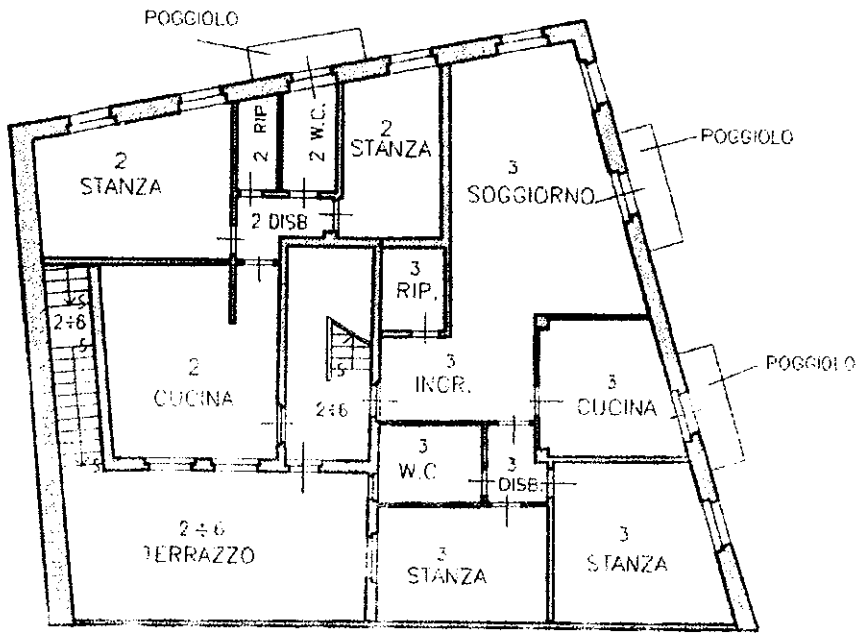 POGGIOLO
POGGIOLO
POGGIOLO
2
STANZA
2 RIP.
2 W.C.
2
STANZA
3
SOGGIORNO
2 DISB
3
RIP.
2÷6
S
S
S
2
CUCINA
S
2÷6
3
INGR.
3
CUCINA
3
W.C
3
DISB.
2÷6
TERRAZZO
3
STANZA
3
STANZA